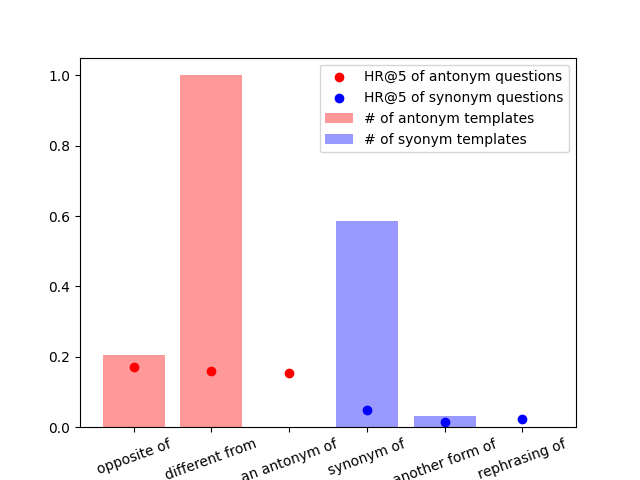 HR@5 of antonym questions
HR@5 of synonym questions
# of antonym templates
# of syonym templates
1.0
0.8
0.6
0.4
0.2
0.0
opposite of
different from
an antonym of
synonym of
another form of
rephrasing of